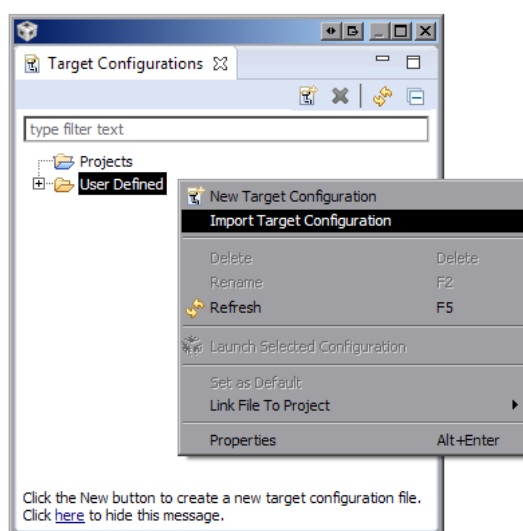 Target Configurations
type filter text
Projects
User Defined
New Target Configuration
Import Target Configuration
Delete Delete
Rename F2
Refresh F5
Launch Selected Configuration
Set as Default
Link File To Project
Properties Alt+Enter
Click the New button to create a new target configuration file.
Click here to hide this message.